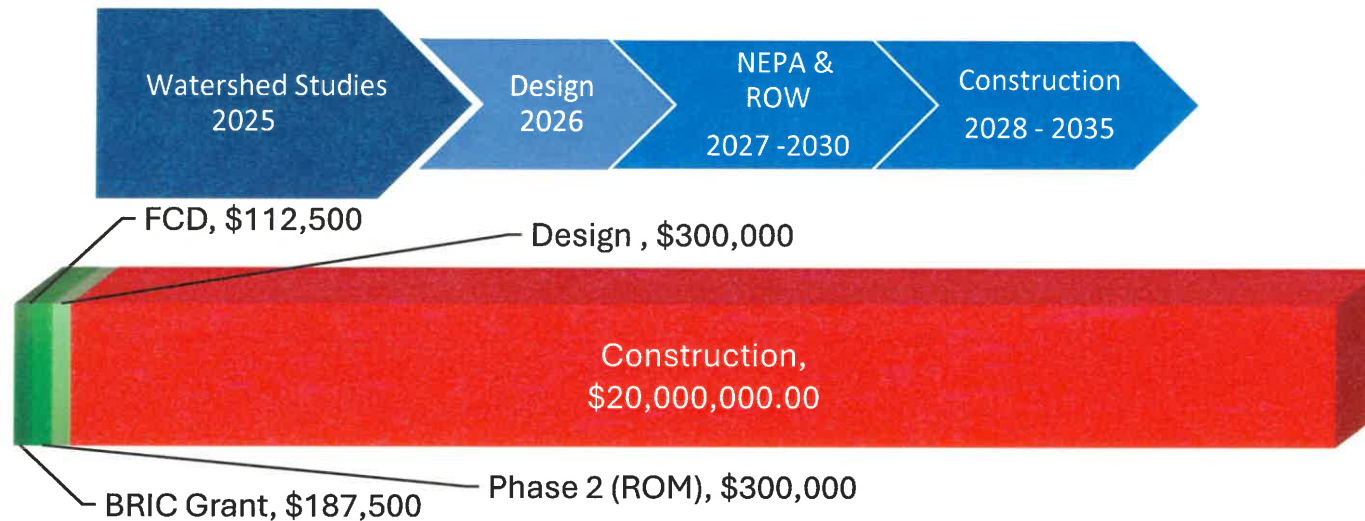 Watershed Studies
2025
Design
2026
NEPA &
ROW
2027 -2030
Construction
2028 - 2035
FCD, $112,500
Design , $300,000
Construction,
$20,000,000.00
Phase 2 (ROM), $300,000
BRIC Grant, $187,500